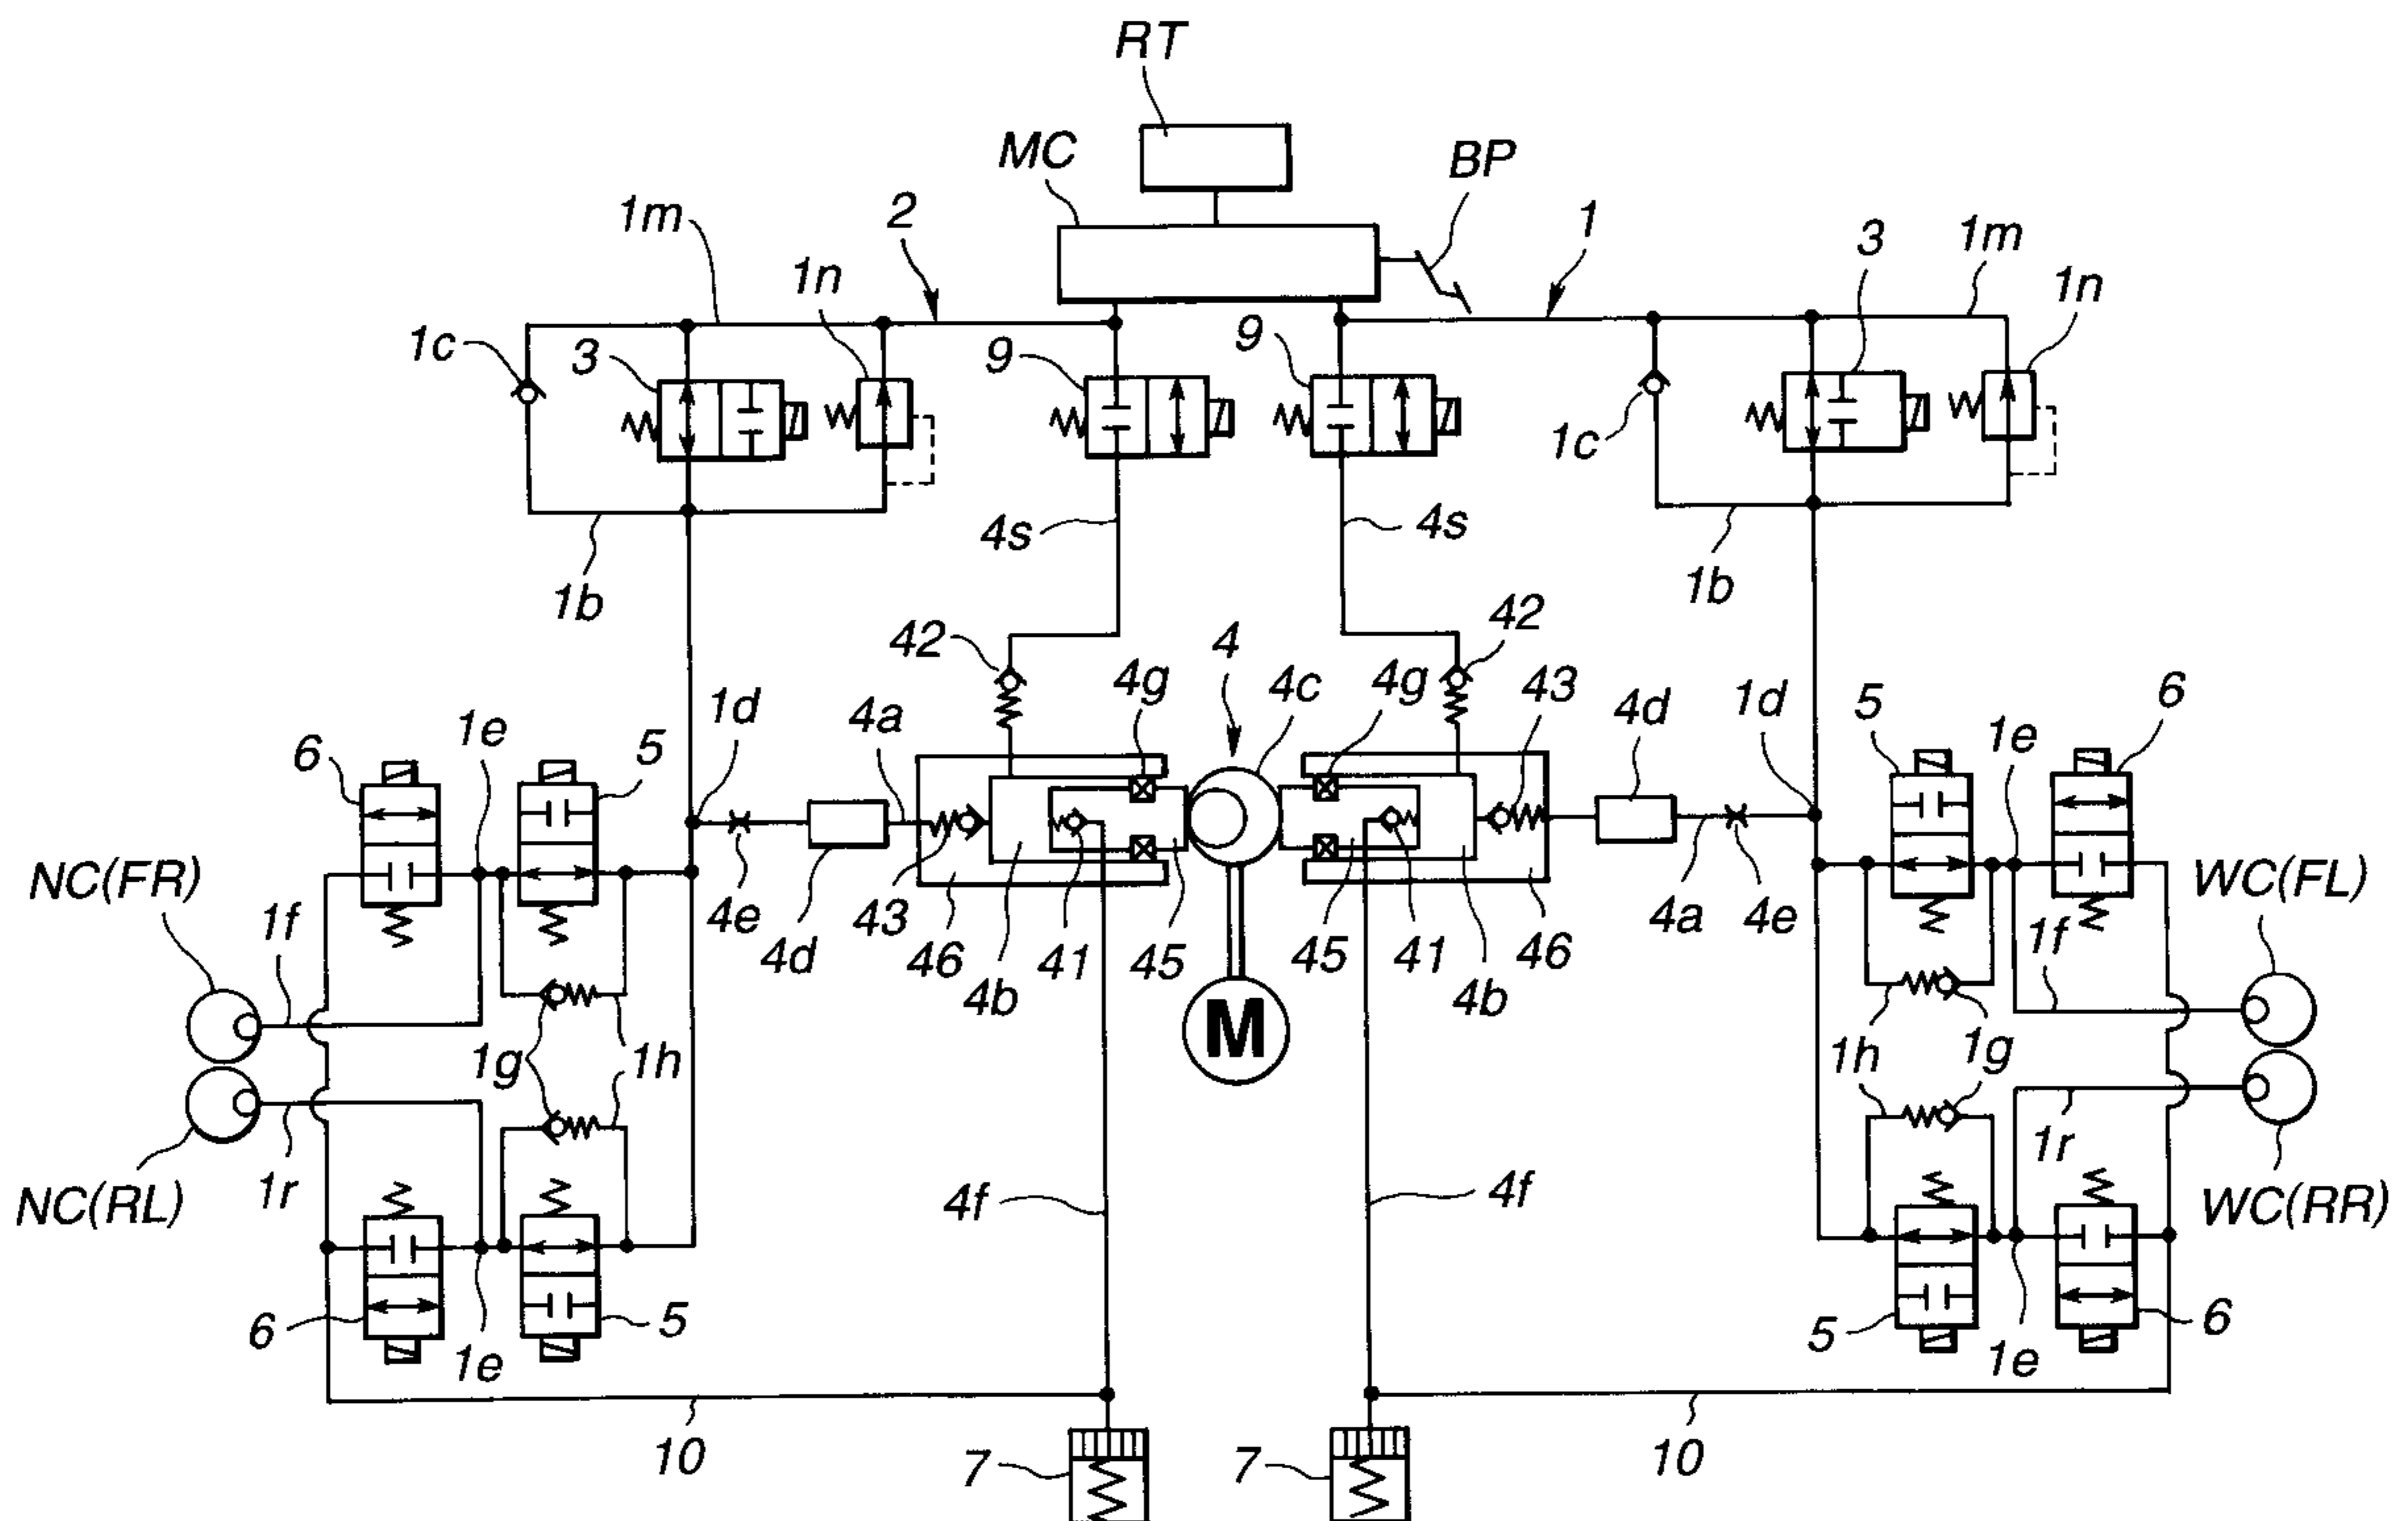 RT
MC
BP
1m
2
1
1m
1n
3
1n
1c
3
9
9
1c
4s
4s
1b
1b
42
4
42
4g
4c
4g
43
1d
4a
4d
1d
5
6
6
1e
5
1e
NC(FR)
WC(FL)
1f
4e
4d
43
46
4b
41
45
45
41
4b
46
4a
4e
1f
M
1g
1h
1h
1g
NC(RL)
1r
4f
4f
1r
WC(RR)
6
1e
5
5
1e
6
10
7
7
10